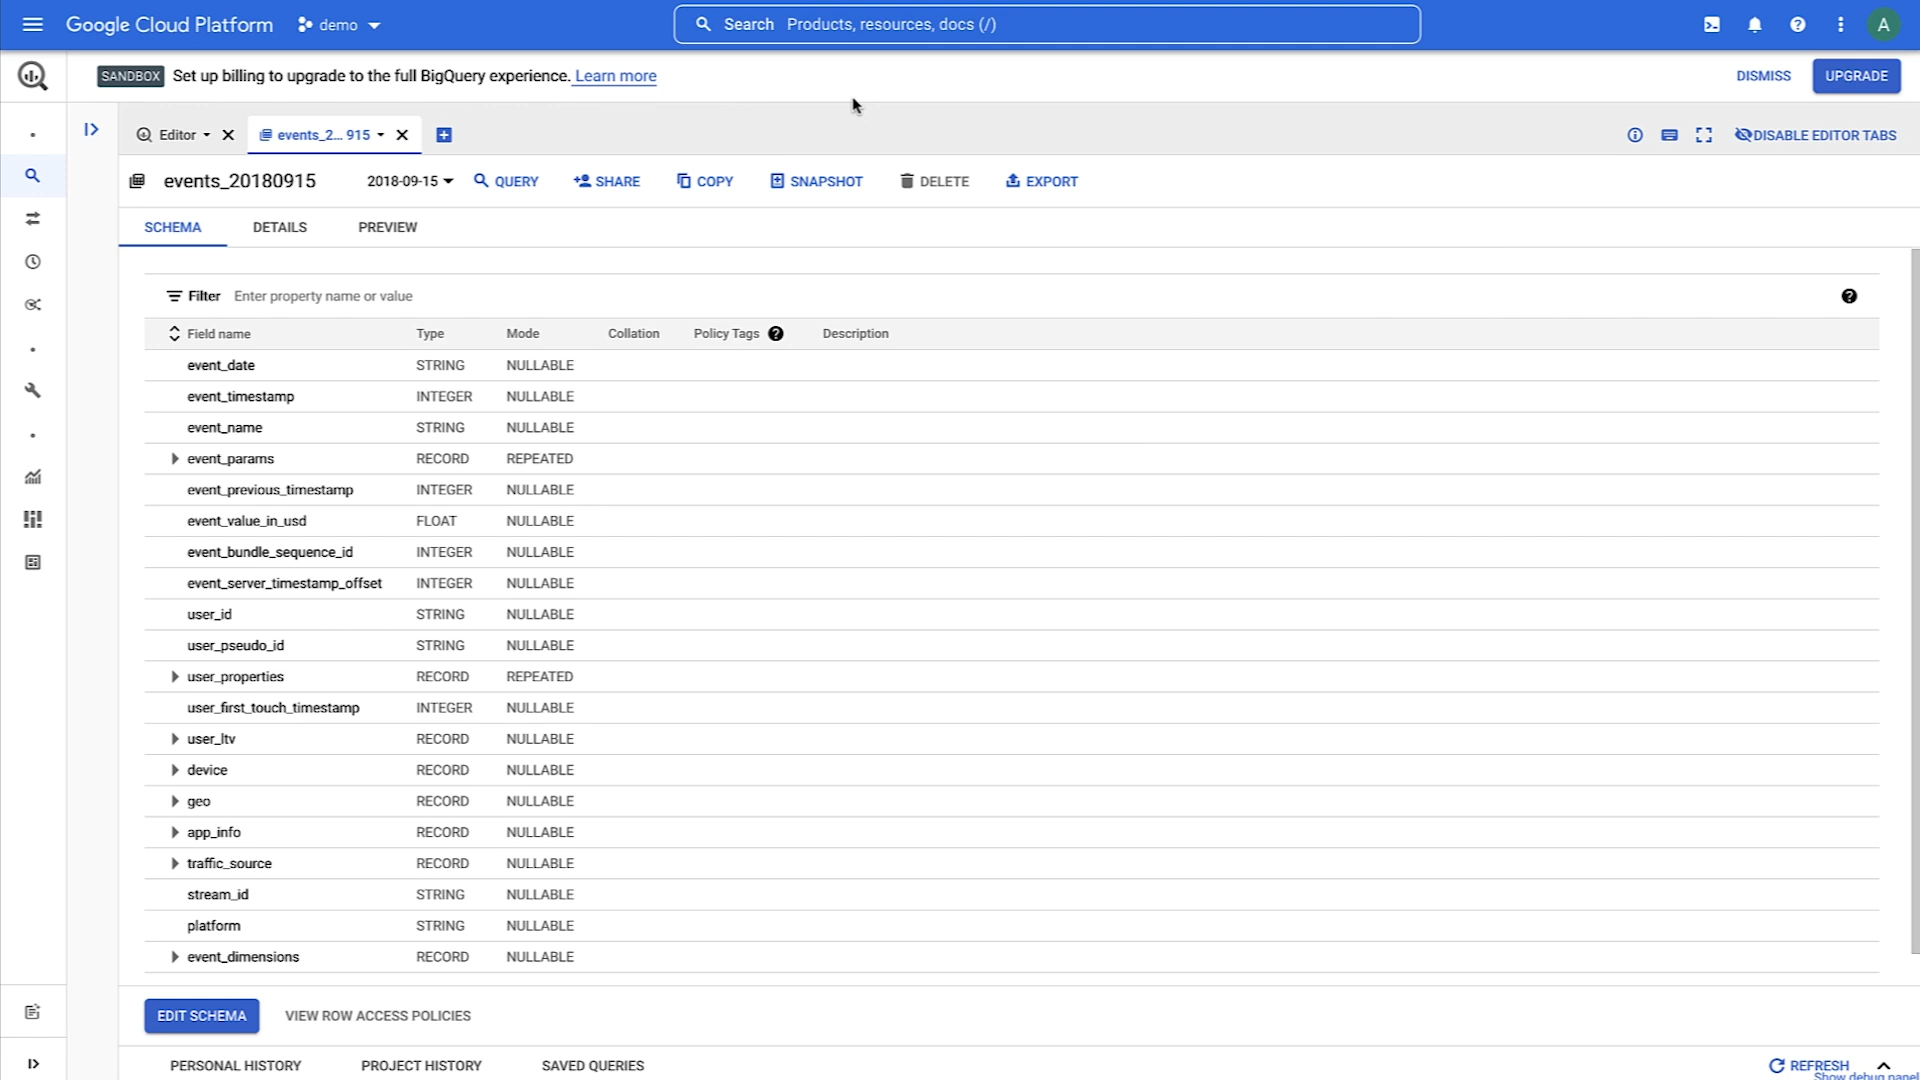 Google Cloud Platform demo Search Products, resources, docs (/) A
SANDBOX Set up billing to upgrade to the full BigQuery experience. Learn more DISMISS UPGRADE
Editor events_2... 915 DISABLE EDITOR TABS
events_20180915 2018-09-15 QUERY SHARE COPY SNAPSHOT DELETE EXPORT
SCHEMA DETAILS PREVIEW
Filter Enter property name or value
Field name Type Mode Collation Policy Tags Description
event_date STRING NULLABLE
event_timestamp INTEGER NULLABLE
event_name STRING NULLABLE
event_params RECORD REPEATED
event_previous_timestamp INTEGER NULLABLE
event_value_in_usd FLOAT NULLABLE
event_bundle_sequence_id INTEGER NULLABLE
event_server_timestamp_offset INTEGER NULLABLE
user_id STRING NULLABLE
user_pseudo_id STRING NULLABLE
user_properties RECORD REPEATED
user_first_touch_timestamp INTEGER NULLABLE
user_ltv RECORD NULLABLE
device RECORD NULLABLE
geo RECORD NULLABLE
app_info RECORD NULLABLE
traffic_source RECORD NULLABLE
stream_id STRING NULLABLE
platform STRING NULLABLE
event_dimensions RECORD NULLABLE
EDIT SCHEMA VIEW ROW ACCESS POLICIES
PERSONAL HISTORY PROJECT HISTORY SAVED QUERIES REFRESH
Show debug panel